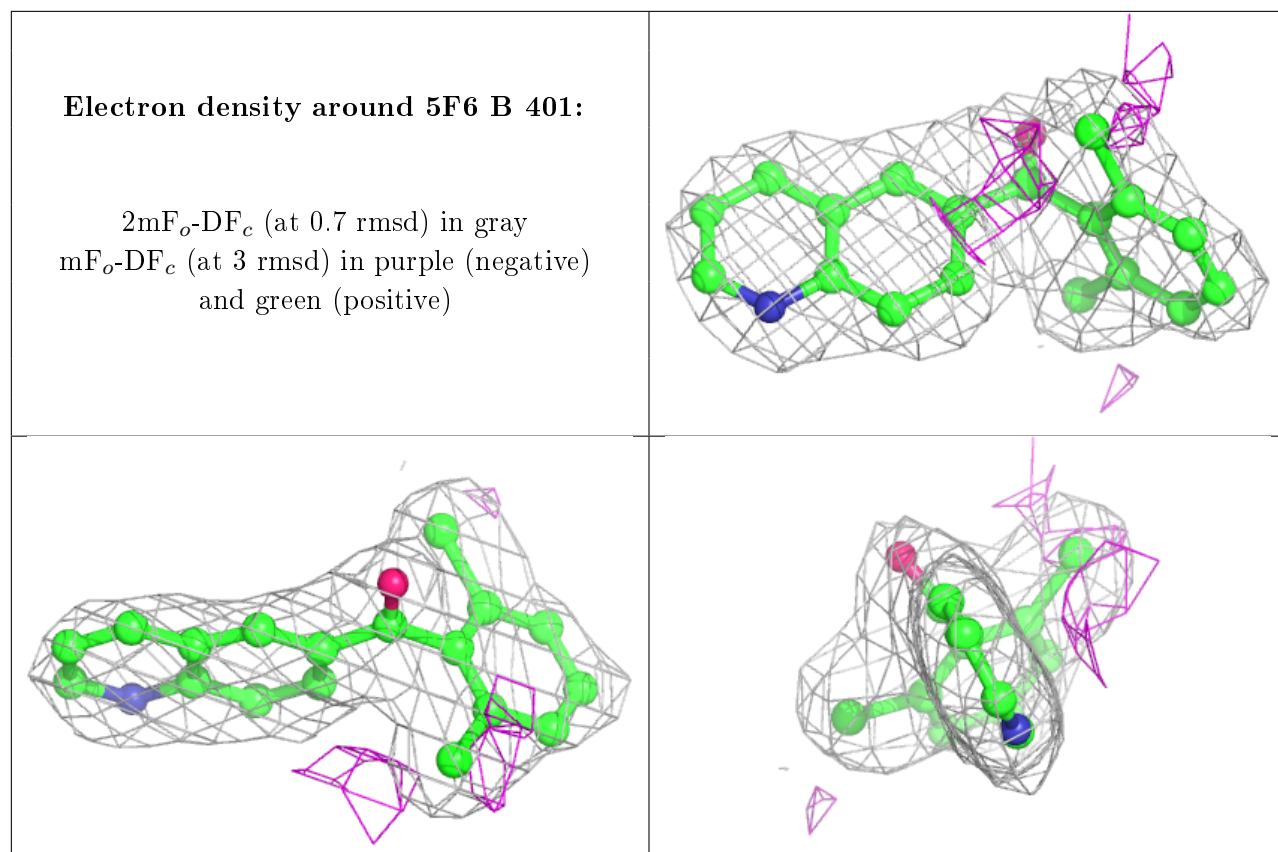 Electron density around 5F6 B 401:
2mFo-DFc (at 0.7 rmsd) in gray
mFo-DFc (at 3 rmsd) in purple (negative)
and green (positive)